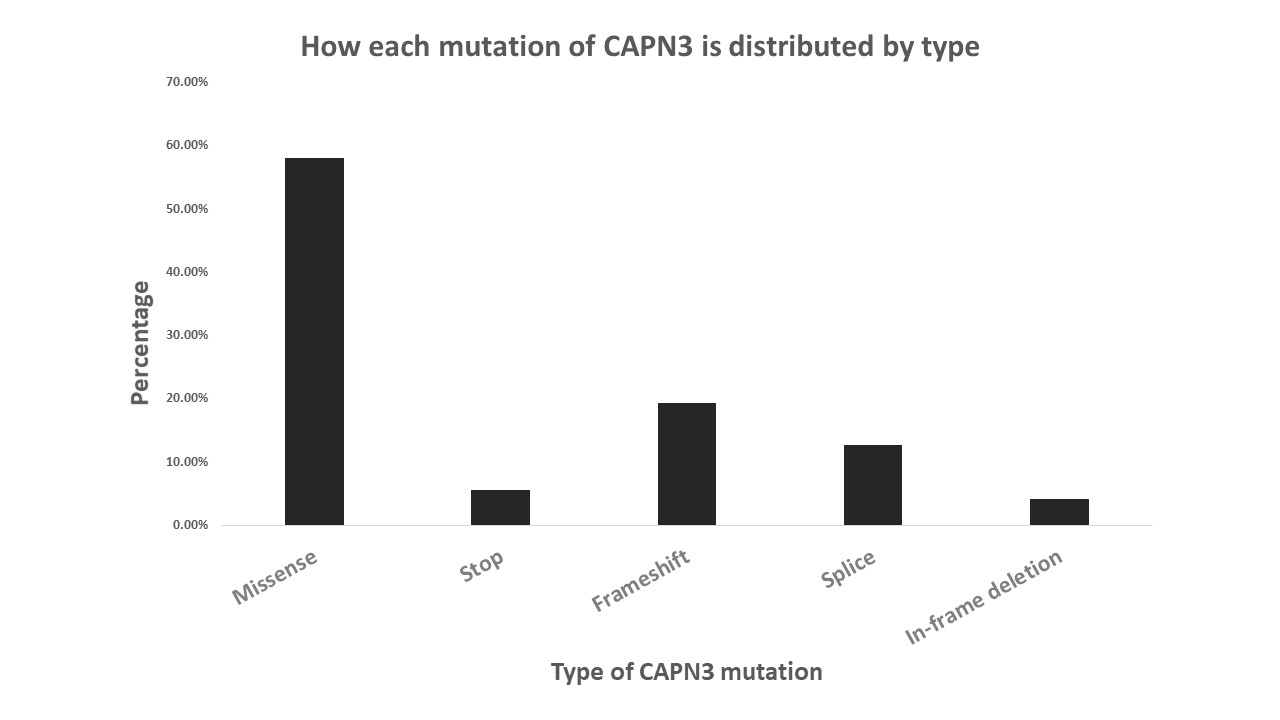 How each mutation of CAPN3 is distributed by type
70.00%
60.00%
50.00%
40.00%
30.00%
20.00%
10.00%
0.00%
Percentage
Missense
Stop
Frameshift
Splice
In-frame deletion
Type of CAPN3 mutation